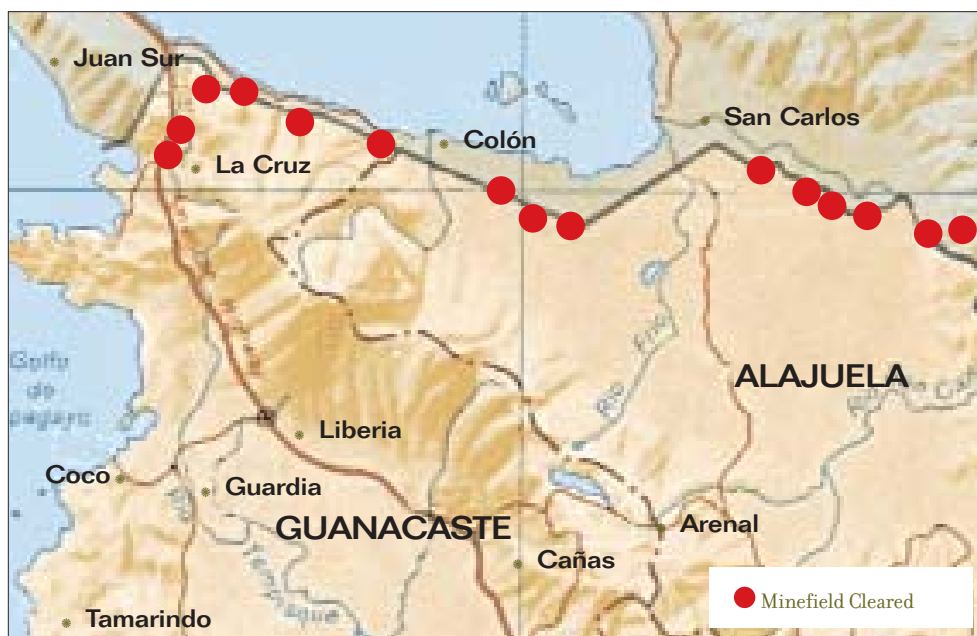 Juan Sur
San Carlos
Colón
La Cruz
Golfo
de
ALAJUELA
Liberia
Coco
Guardia
GUANACASTE
Arenal
Cañas
Tamarindo
Minefield Cleared